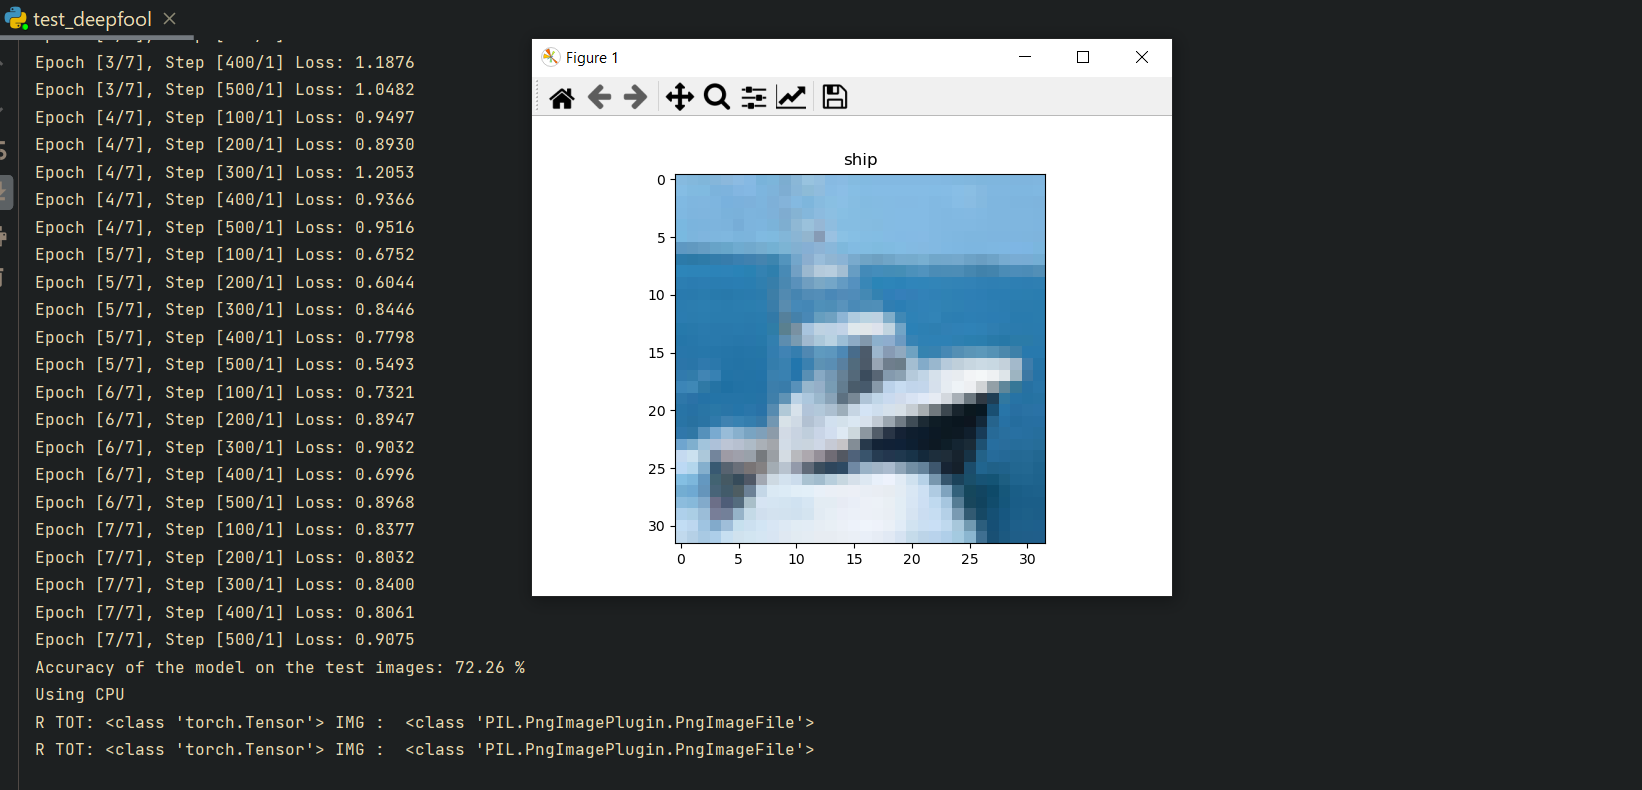 test_deepfool
Epoch [3/7], Step [400/1] Loss: 1.1876
Epoch [3/7], Step [500/1] Loss: 1.0482
Epoch [4/7], Step [100/1] Loss: 0.9497
Epoch [4/7], Step [200/1] Loss: 0.8930
Epoch [4/7], Step [300/1] Loss: 1.2053
Epoch [4/7], Step [400/1] Loss: 0.9366
Epoch [4/7], Step [500/1] Loss: 0.9516
Epoch [5/7], Step [100/1] Loss: 0.6752
Epoch [5/7], Step [200/1] Loss: 0.6044
Epoch [5/7], Step [300/1] Loss: 0.8446
Epoch [5/7], Step [400/1] Loss: 0.7798
Epoch [5/7], Step [500/1] Loss: 0.5493
Epoch [6/7], Step [100/1] Loss: 0.7321
Epoch [6/7], Step [200/1] Loss: 0.8947
Epoch [6/7], Step [300/1] Loss: 0.9032
Epoch [6/7], Step [400/1] Loss: 0.6996
Epoch [6/7], Step [500/1] Loss: 0.8968
Epoch [7/7], Step [100/1] Loss: 0.8377
Epoch [7/7], Step [200/1] Loss: 0.8032
Epoch [7/7], Step [300/1] Loss: 0.8400
Epoch [7/7], Step [400/1] Loss: 0.8061
Epoch [7/7], Step [500/1] Loss: 0.9075
Accuracy of the model on the test images: 72.26 %
Using CPU
R TOT: <class 'torch.Tensor'> IMG :  <class 'PIL.PngImagePlugin.PngImageFile'>
R TOT: <class 'torch.Tensor'> IMG :  <class 'PIL.PngImagePlugin.PngImageFile'>
Figure 1
ship
0
5
10
15
20
25
30
0 5 10 15 20 25 30